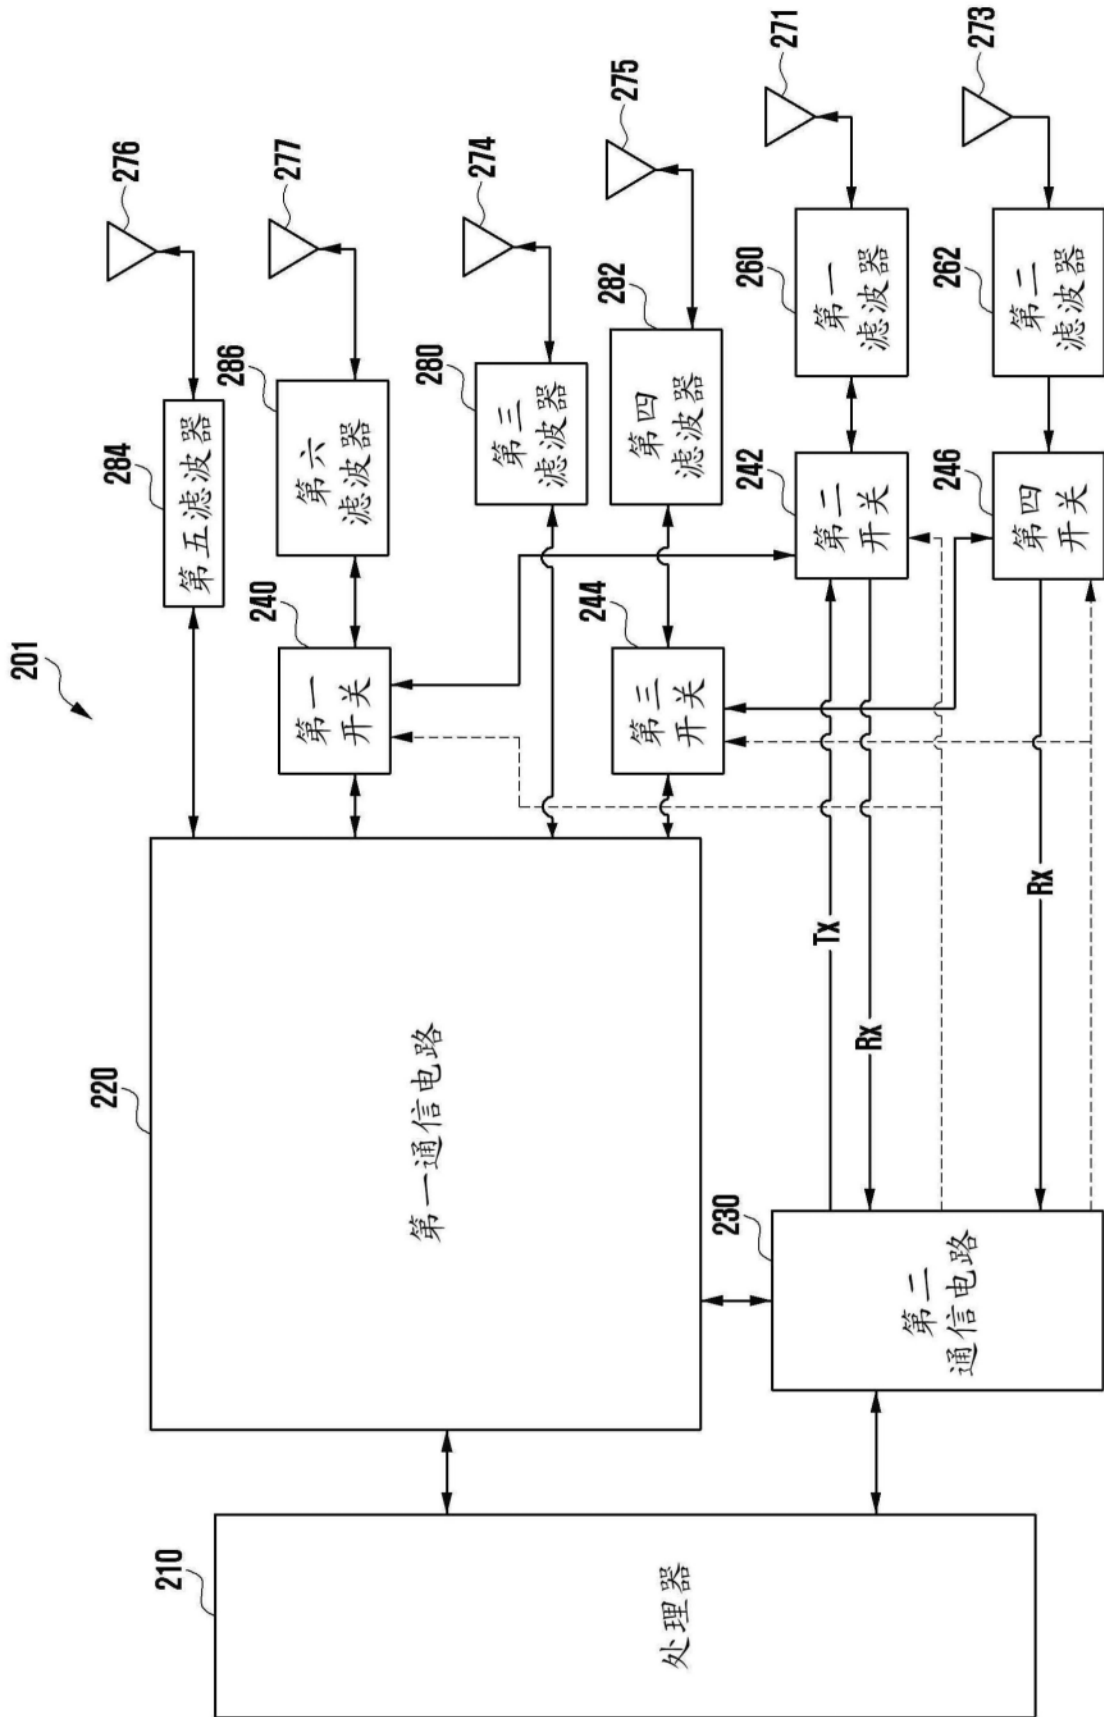 201
276
284
第五滤波器
277
286
第六
滤波器
240
第一
开关
274
280
第三
滤波器
275
282
第四
滤波器
244
第三
开关
271
260
第一
滤波器
242
第二
开关
273
262
第二
滤波器
246
第四
开关
Tx
Rx
Rx
220
第一通信电路
230
第二
通信电路
210
处理器